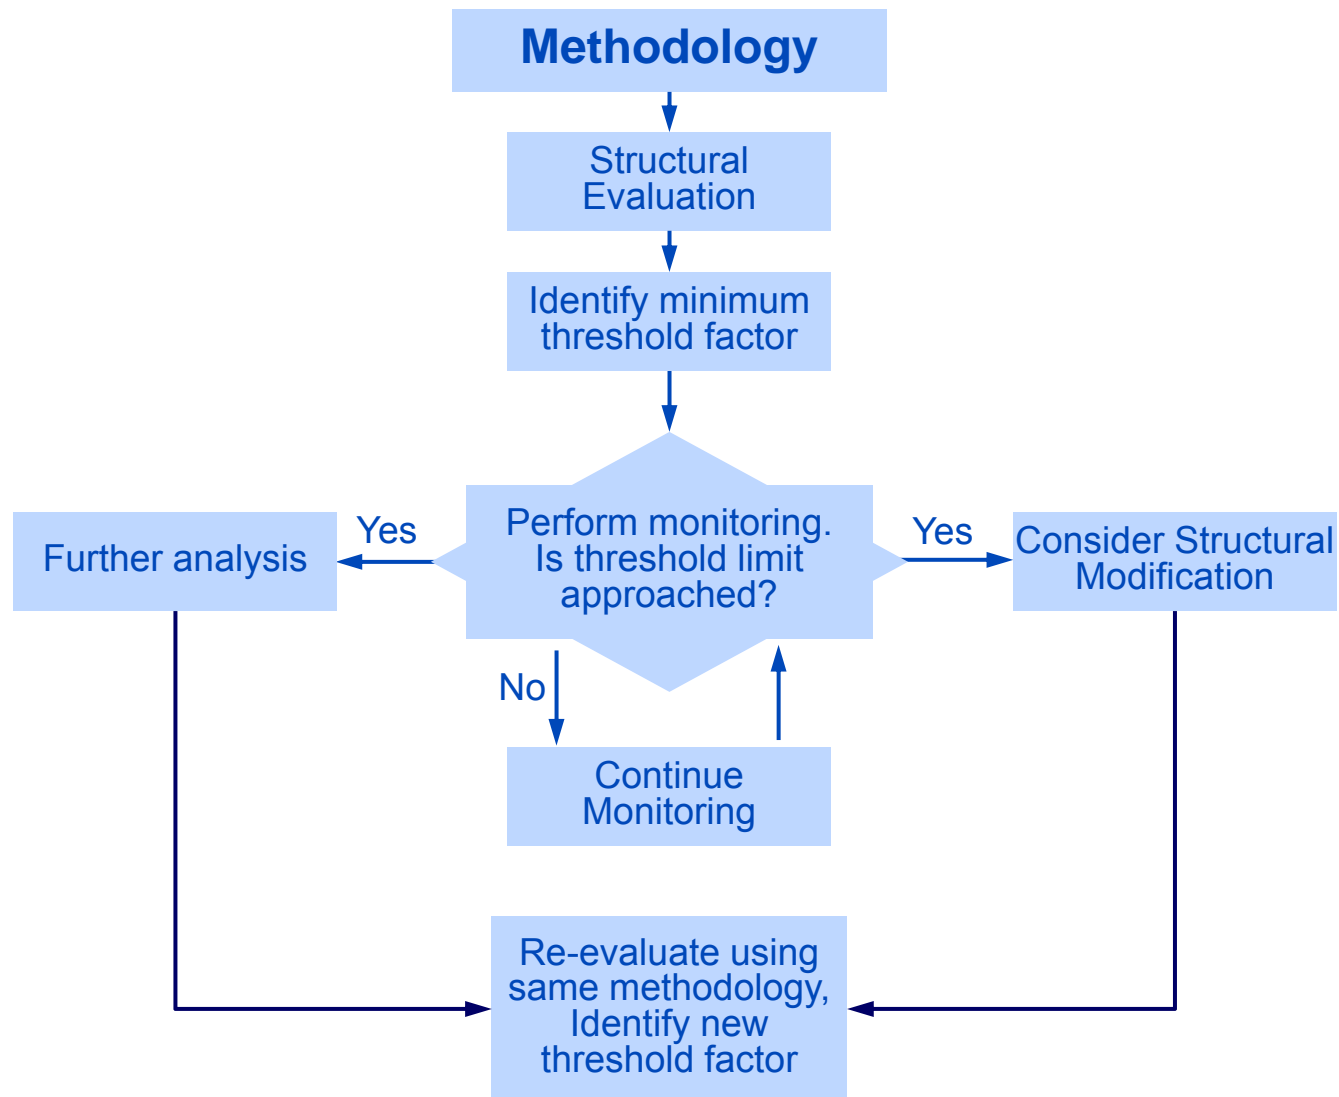 Methodology
Structural
Evaluation
Identify minimum
threshold factor
Perform monitoring.
Is threshold limit
approached?
Yes
Further analysis
Yes
Consider Structural
Modification
No
Continue
Monitoring
Re-evaluate using
same methodology,
Identify new
threshold factor